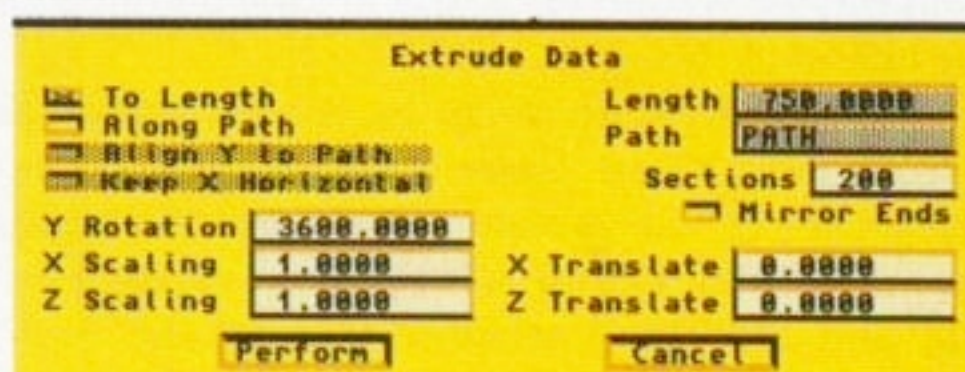 Extrude Data
To Length
Length 750.0000
Along Path
Path PATH
Align Y to Path
Keep X Horizontal
Sections 200
Mirror Ends
Y Rotation 3600.0000
X Scaling 1.0000
X Translate 0.0000
Z Scaling 1.0000
Z Translate 0.0000
Perform
Cancel